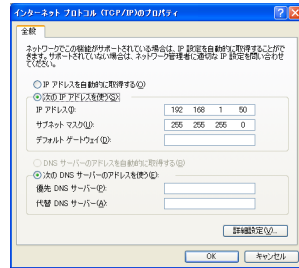 インターネット プロトコル (TCP/IP)のプロパティ
全般
ネットワークでこの機能がサポートされている場合は、IP 設定を自動的に取得することがで
きます。サポートされていない場合は、ネットワーク管理者に適切な IP 設定を問い合わせ
てください。
IP アドレスを自動的に取得する(O)
次の IP アドレスを使う(S):
IP アドレス(I): 192 168 1 50
サブネット マスク(U): 255 255 255 0
デフォルト ゲートウェイ(D):
DNS サーバーのアドレスを自動的に取得する(B)
次の DNS サーバーのアドレスを使う(E):
優先 DNS サーバー(P):
代替 DNS サーバー(A):
詳細設定(V)...
OK キャンセル